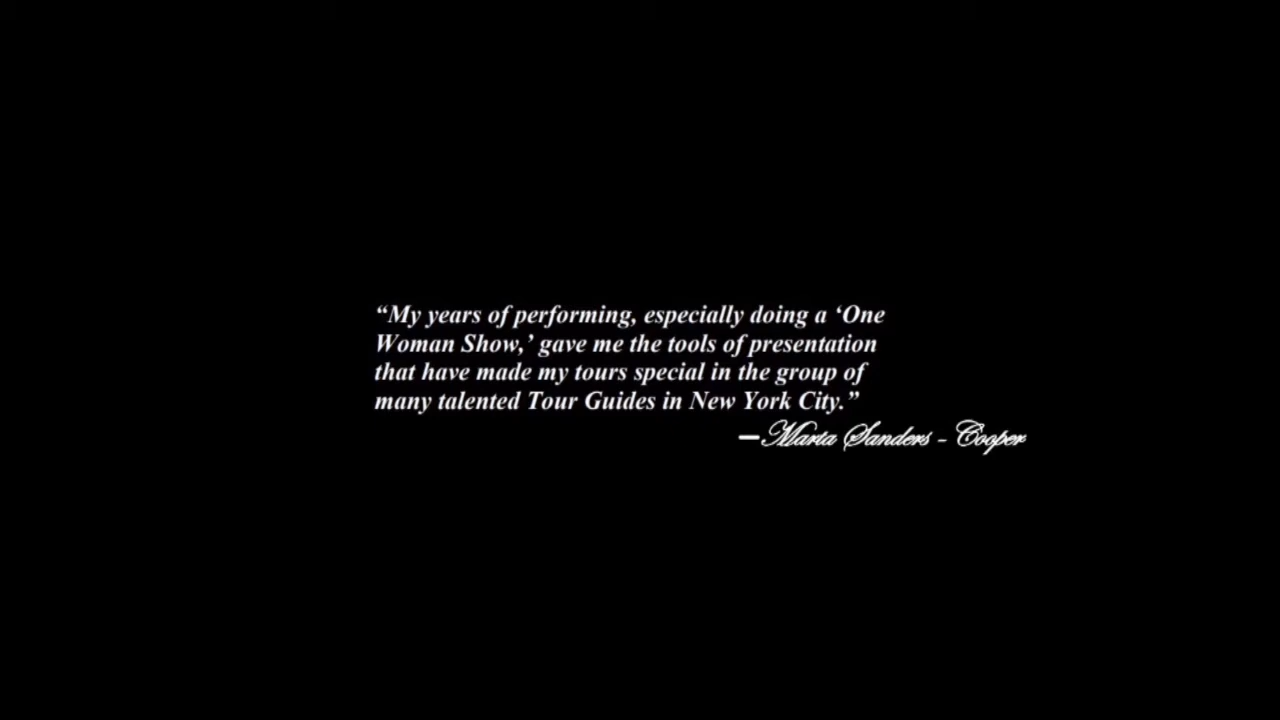 “My years of performing, especially doing a ‘One
Woman Show,’ gave me the tools of presentation
that have made my tours special in the group of
many talented Tour Guides in New York City.”
—Marta Sanders - Cooper